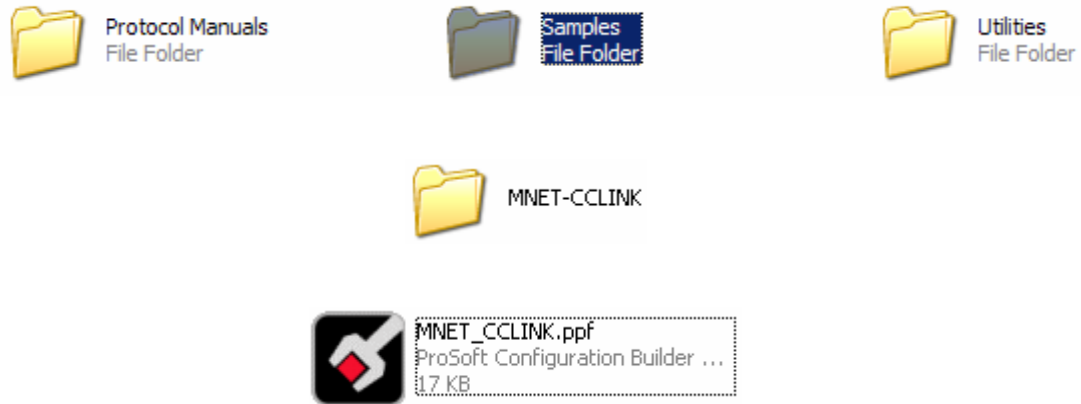 Protocol Manuals
File Folder
Samples
File Folder
Utilities
File Folder
MNET-CCLINK
MNET_CCLINK.ppf
ProSoft Configuration Builder ...
17 KB